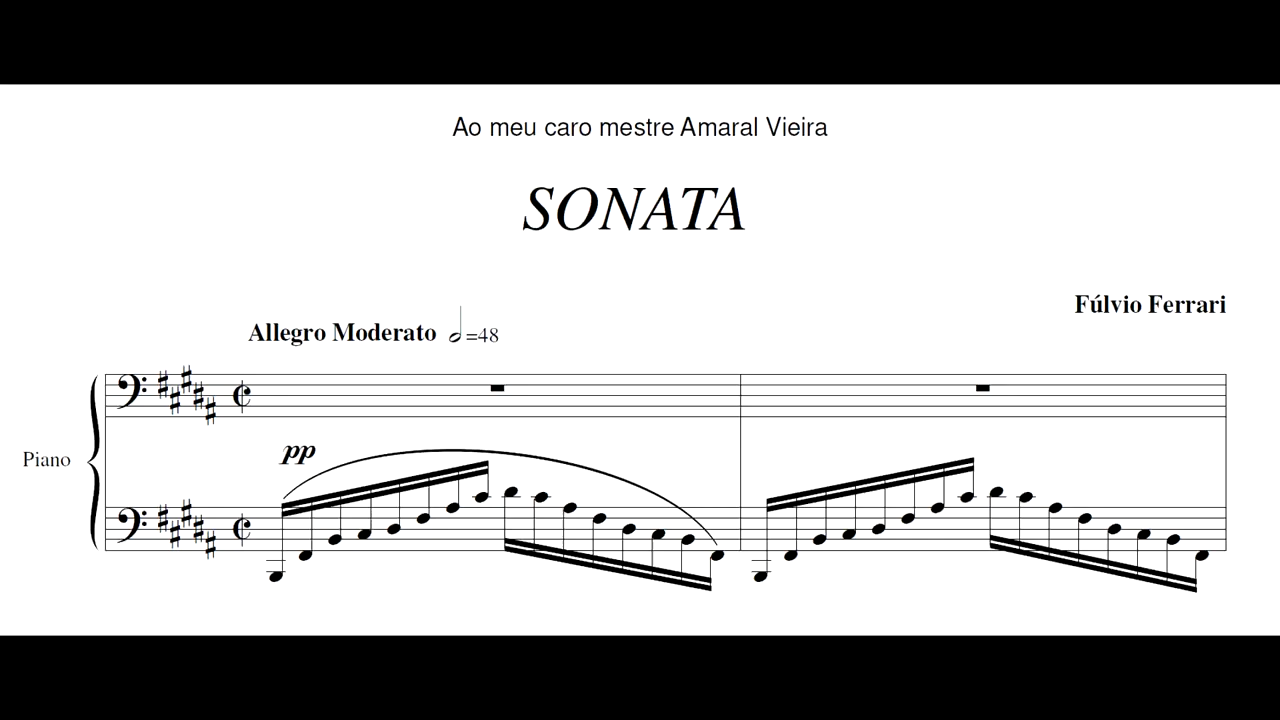 Ao meu caro mestre Amaral Vieira
SONATA
Fúlvio Ferrari
Allegro Moderato 𝅗𝅥=48
pp
Piano